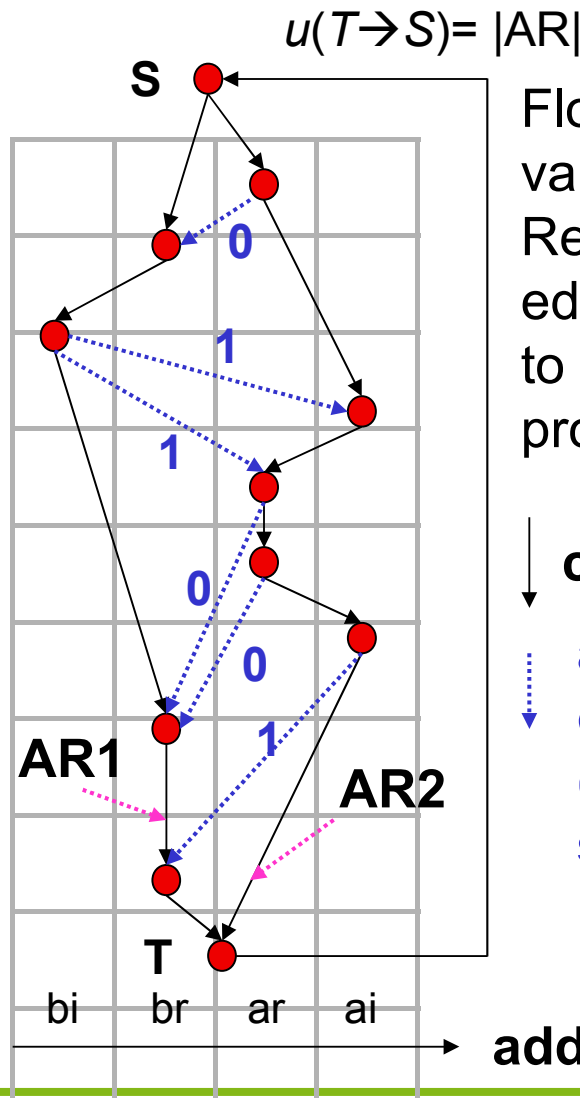 u(T→S)= |AR|
S
Flo
va
Re
ed
to
pro
0
1
1
0
0
1
AR1
AR2
T
bi br ar ai
add